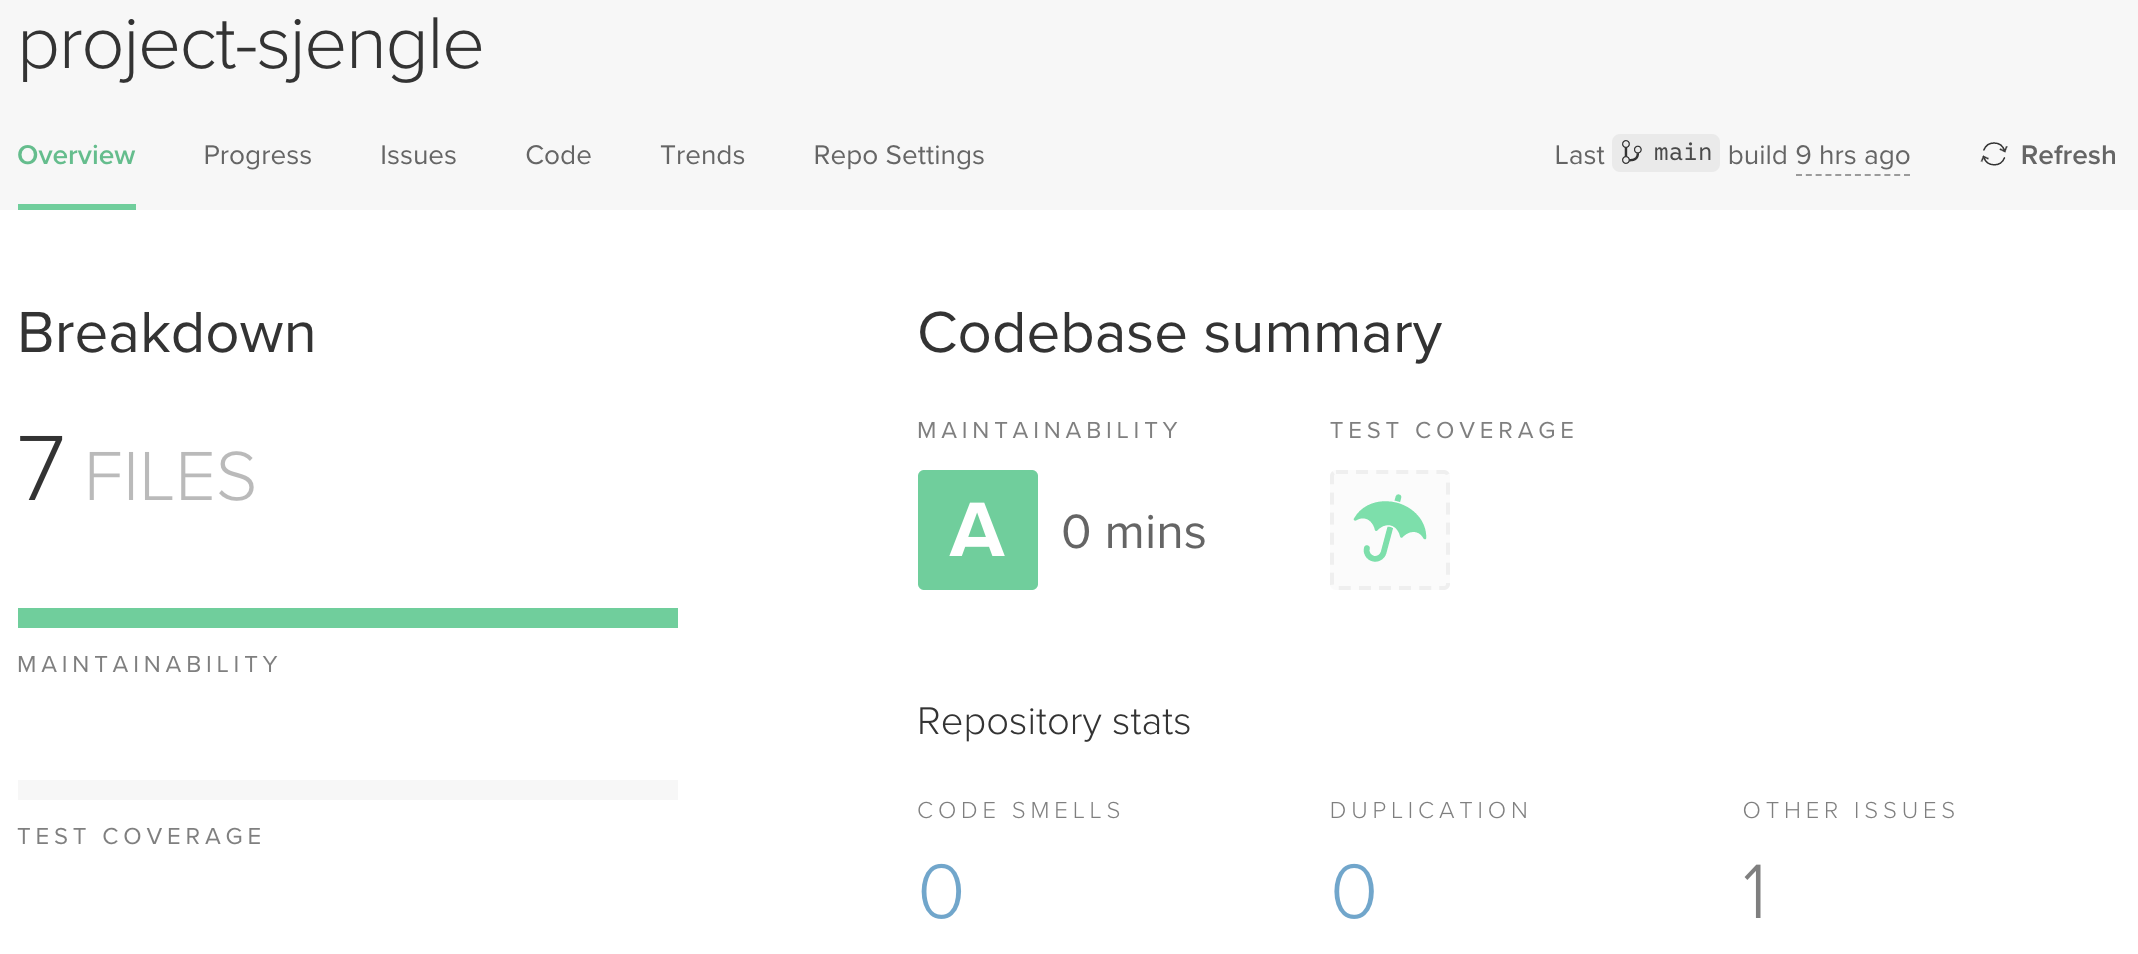 project-sjengle
Overview Progress Issues Code Trends Repo Settings Last main build 9 hrs ago Refresh
Breakdown
7 FILES
MAINTAINABILITY
TEST COVERAGE
Codebase summary
MAINTAINABILITY TEST COVERAGE
A 0 mins
Repository stats
CODE SMELLS DUPLICATION OTHER ISSUES
0 0 1